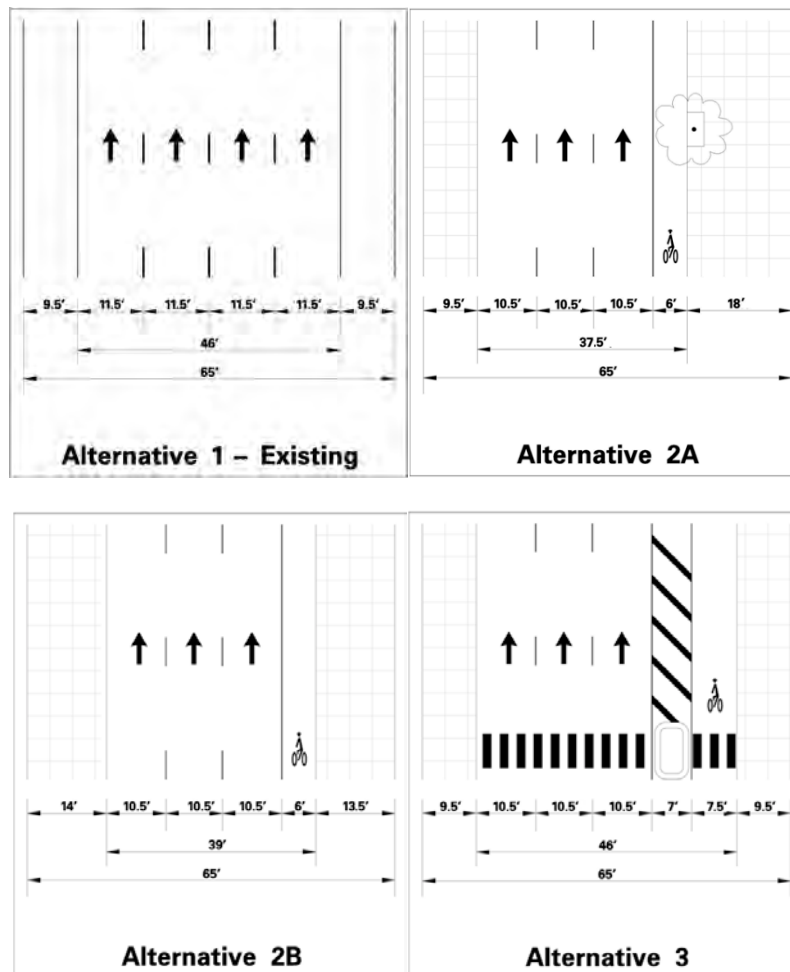 9.5' 11.5' 11.5' 11.5' 11.5' 9.5'
46'
65'
Alternative 1 – Existing
9.5' 10.5' 10.5' 10.5' 6' 18'
37.5'
65'
Alternative 2A
14' 10.5' 10.5' 10.5' 6' 13.5'
39'
65'
Alternative 2B
9.5' 10.5' 10.5' 10.5' 7' 7.5' 9.5'
46'
65'
Alternative 3